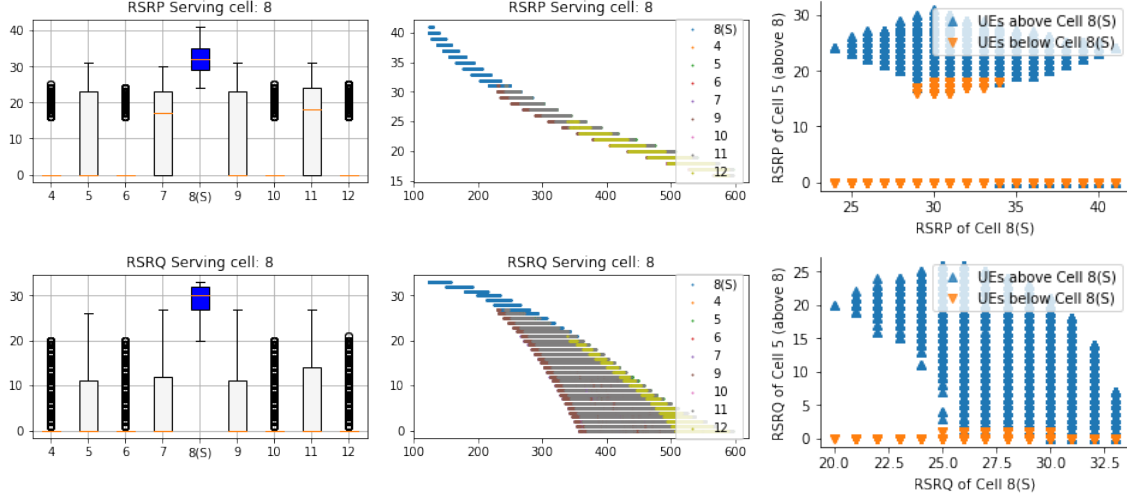 RSRP Serving cell: 8
40
30
20
10
0
4 5 6 7 8(S) 9 10 11 12
RSRP Serving cell: 8
40
35
30
25
20
15
100 200 300 400 500 600
8(S)
4
5
6
7
9
10
11
12
RSRP of Cell 5 (above 8)
30
20
10
0
25 30 35 40
RSRP of Cell 8(S)
UEs above Cell 8(S)
UEs below Cell 8(S)
RSRQ Serving cell: 8
30
20
10
0
4 5 6 7 8(S) 9 10 11 12
RSRQ Serving cell: 8
30
20
10
0
100 200 300 400 500 600
8(S)
4
5
6
7
9
10
11
12
RSRQ of Cell 5 (above 8)
25
20
15
10
5
0
20.0 22.5 25.0 27.5 30.0 32.5
RSRQ of Cell 8(S)
UEs above Cell 8(S)
UEs below Cell 8(S)